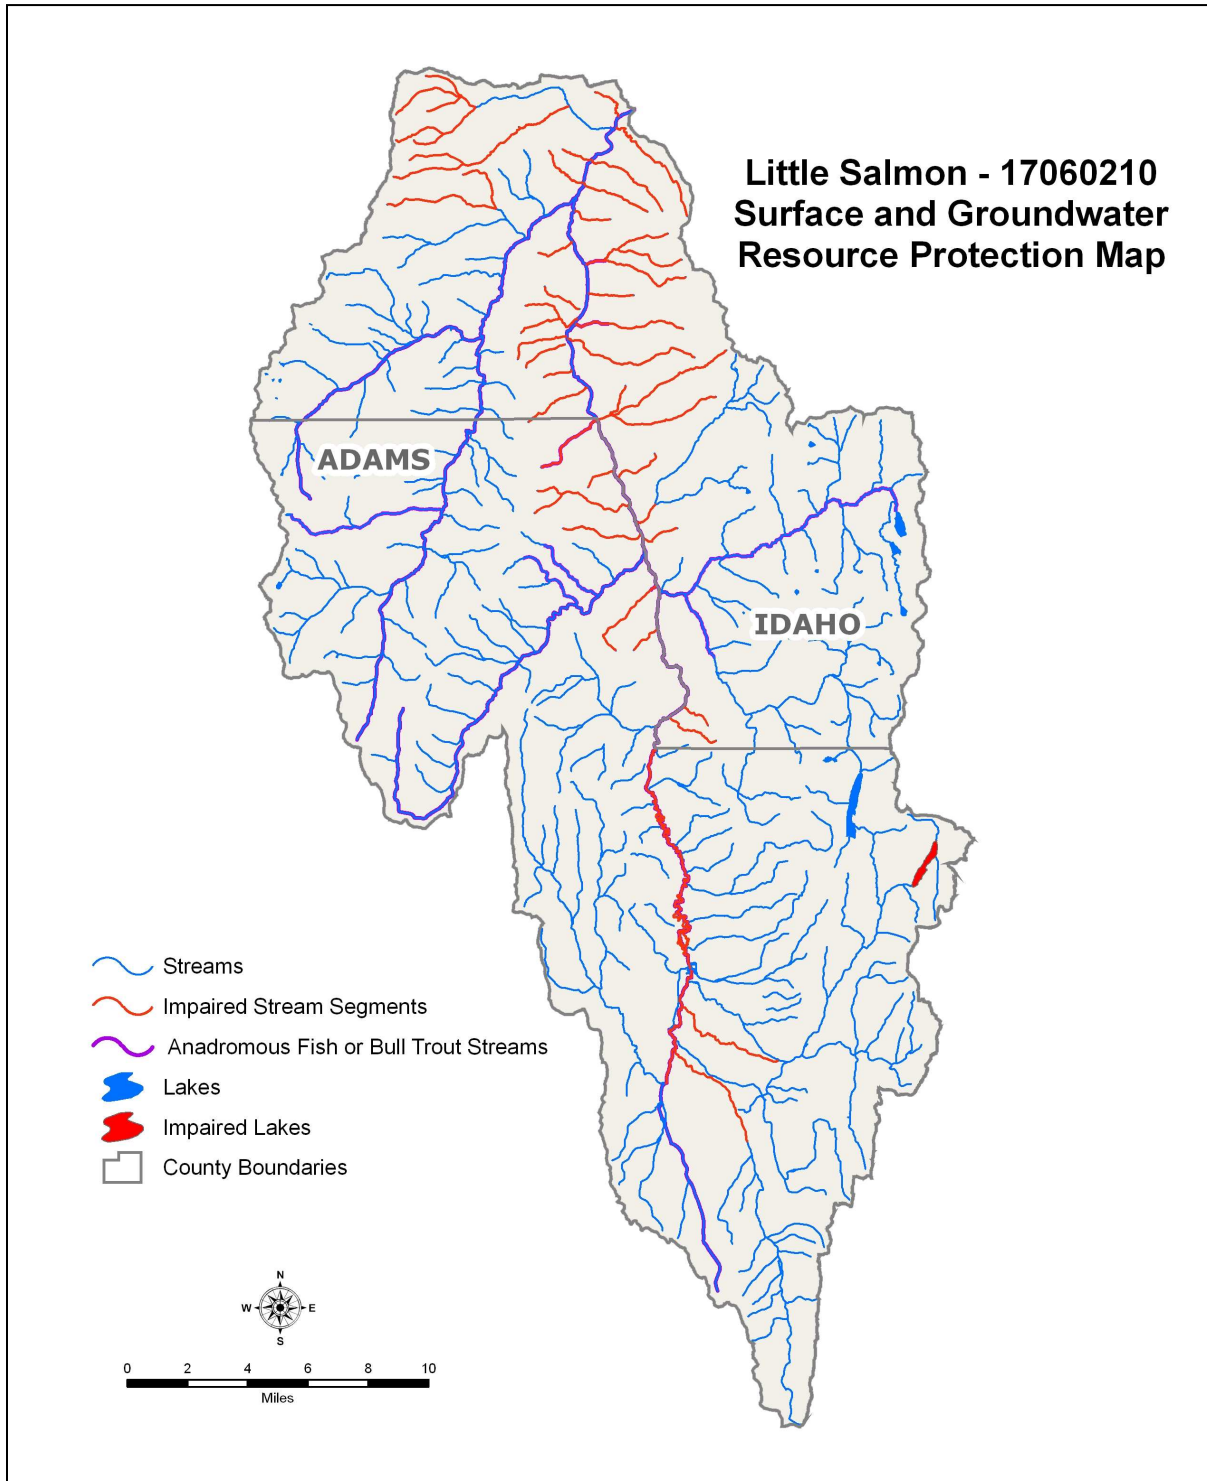 Little Salmon - 17060210
Surface and Groundwater
Resource Protection Map
ADAMS
IDAHO
Streams
Impaired Stream Segments
Anadromous Fish or Bull Trout Streams
Lakes
Impaired Lakes
County Boundaries
N
W E
S
0 2 4 6 8 10
Miles